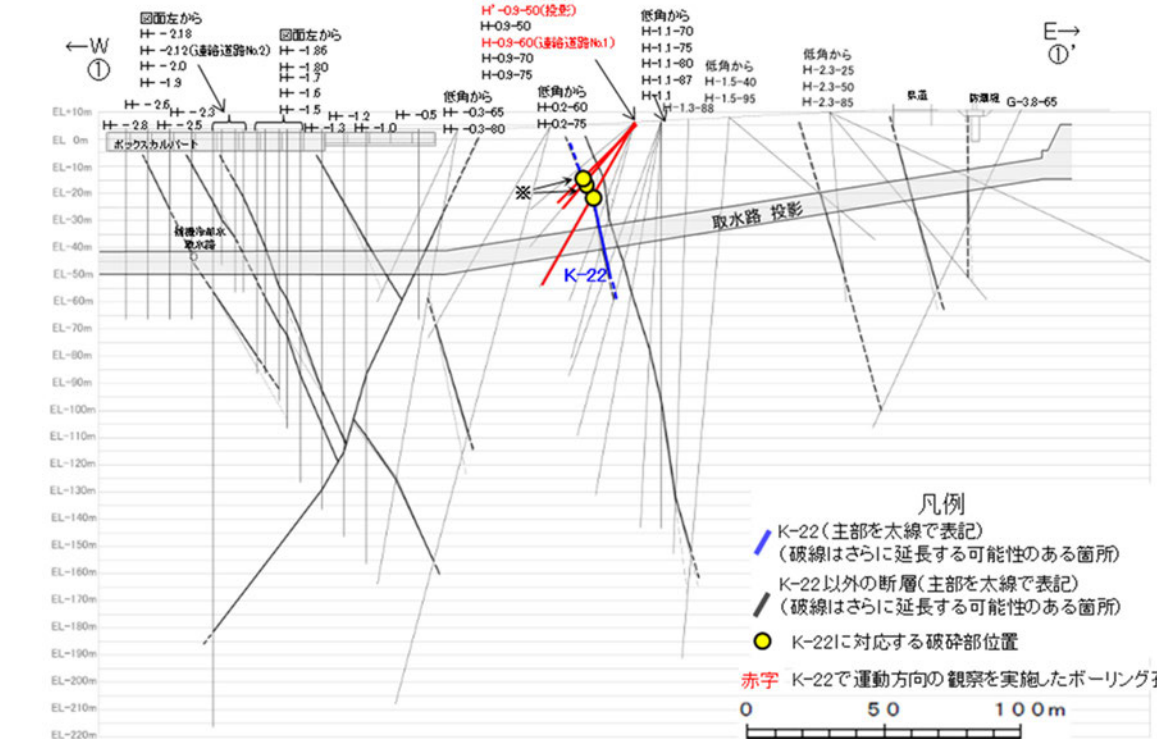 ←W
①
図面左から
H- -2.18
H- -2.12(連絡道路No.2)
H- -2.0
H- -1.9
図面左から
H- -1.86
H- -1.80
H- -1.7
H- -1.6
H- -1.5
H'-0.9-50(投影)
H-0.9-50
H-0.9-60(連絡道路No.1)
H-0.9-70
H-0.9-75
低角から
H-1.1-70
H-1.1-75
H-1.1-80
H-1.1-87
H-1.1
H-1.3-88
低角から
H-1.5-40
H-1.5-95
低角から
H-2.3-25
H-2.3-50
H-2.3-85
E→
①'
県道
防潮堤
G-3.8-65
低角から
H- -0.3-65
H- -0.3-80
低角から
H-0.2-60
H-0.2-75
H- -2.6
H- -2.3
H- -2.8
H- -2.5
H- -1.3
H- -1.2
H- -1.0
H- -0.5
ボックスカルバート
補機冷却水
取水路
※
取水路 投影
K-22
EL+10m
EL 0m
EL-10m
EL-20m
EL-30m
EL-40m
EL-50m
EL-60m
EL-70m
EL-80m
EL-90m
EL-100m
EL-110m
EL-120m
EL-130m
EL-140m
EL-150m
EL-160m
EL-170m
EL-180m
EL-190m
EL-200m
EL-210m
EL-220m
凡例
K-22(主部を太線で表記)
(破線はさらに延長する可能性のある箇所)
K-22以外の断層(主部を太線で表記)
(破線はさらに延長する可能性のある箇所)
K-22に対応する破砕部位置
赤字 K-22で運動方向の観察を実施したボーリング孔
0 50 100m